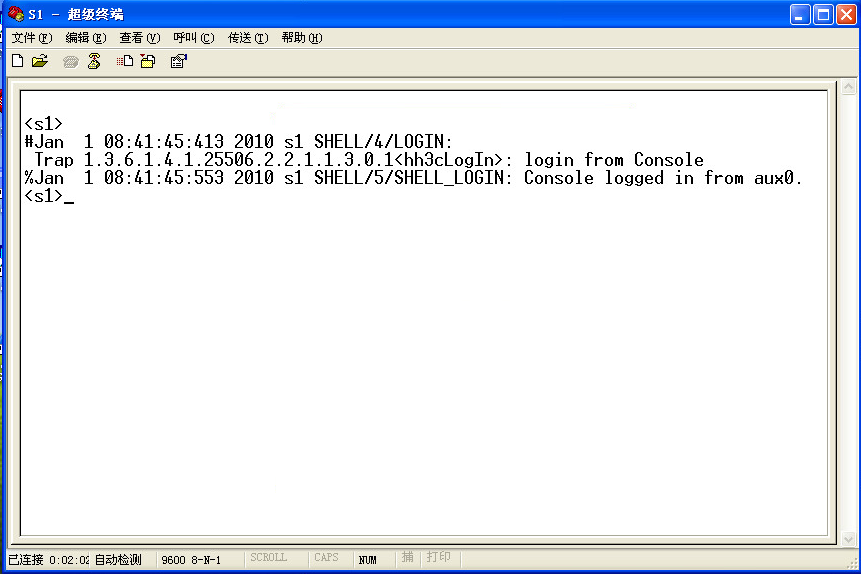 S1 - 超级终端
文件(F) 编辑(E) 查看(V) 呼叫(C) 传送(T) 帮助(H)
<s1>
#Jan  1 08:41:45:413 2010 s1 SHELL/4/LOGIN:
 Trap 1.3.6.1.4.1.25506.2.2.1.1.3.0.1<hh3cLogIn>: login from Console
%Jan  1 08:41:45:553 2010 s1 SHELL/5/SHELL_LOGIN: Console logged in from aux0.
<s1>_
已连接 0:02:02 自动检测 9600 8-N-1 SCROLL CAPS NUM 捕 打印